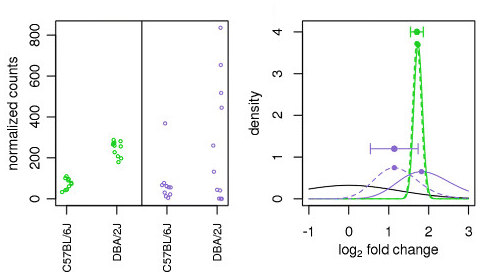 normalized counts
800
600
400
200
0
C57BL/6J
DBA/2J
C57BL/6J
DBA/2J
density
4
3
2
1
0
-1 0 1 2 3
log2 fold change